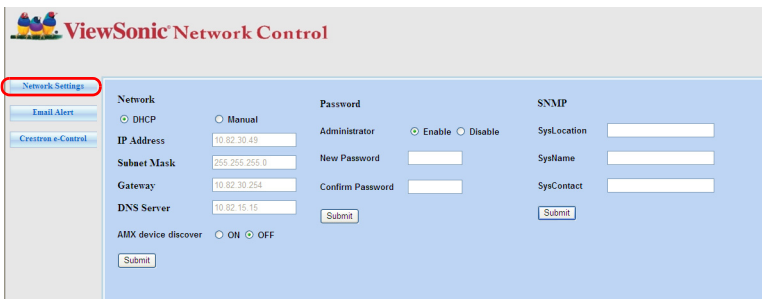 ViewSonic® Network Control
Network Settings
Email Alert
Crestron e-Control
Network
DHCP Manual
IP Address 10.82.30.49
Subnet Mask 255.255.255.0
Gateway 10.82.30.254
DNS Server 10.82.15.15
AMX device discover ON OFF
Submit
Password
Administrator Enable Disable
New Password
Confirm Password
Submit
SNMP
SysLocation
SysName
SysContact
Submit